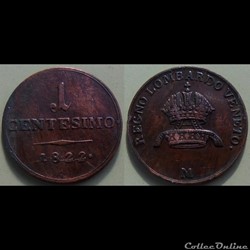 1
CENTESIMO
1822.
REGNO LOMBARDO VENETO
M
CollecOnline